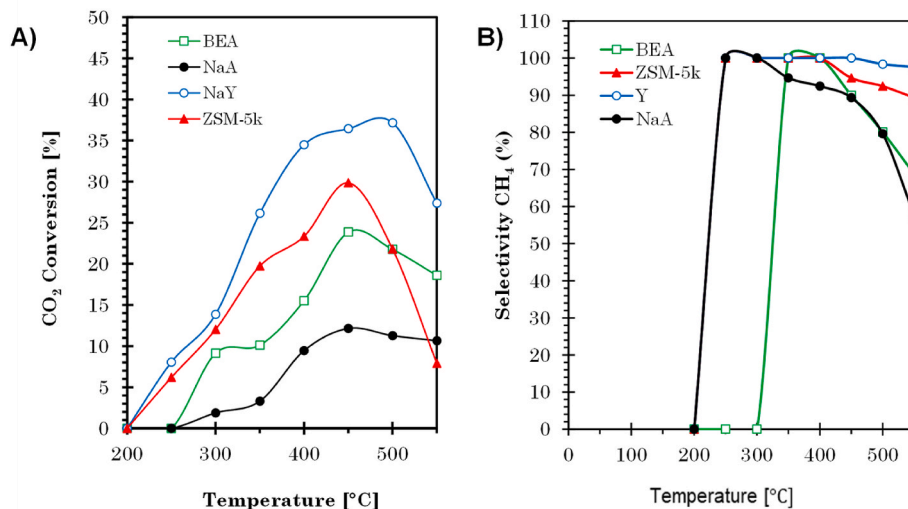 A)
50
45
40
35
30
25
20
15
10
5
0
CO2 Conversion [%]
BEA
NaA
NaY
ZSM-5k
200 300 400 500
Temperature [°C]
B)
110
100
90
80
70
60
50
40
30
20
10
0
Selectivity CH4 (%)
BEA
ZSM-5k
Y
NaA
0 100 200 300 400 500
Temperature [°C]